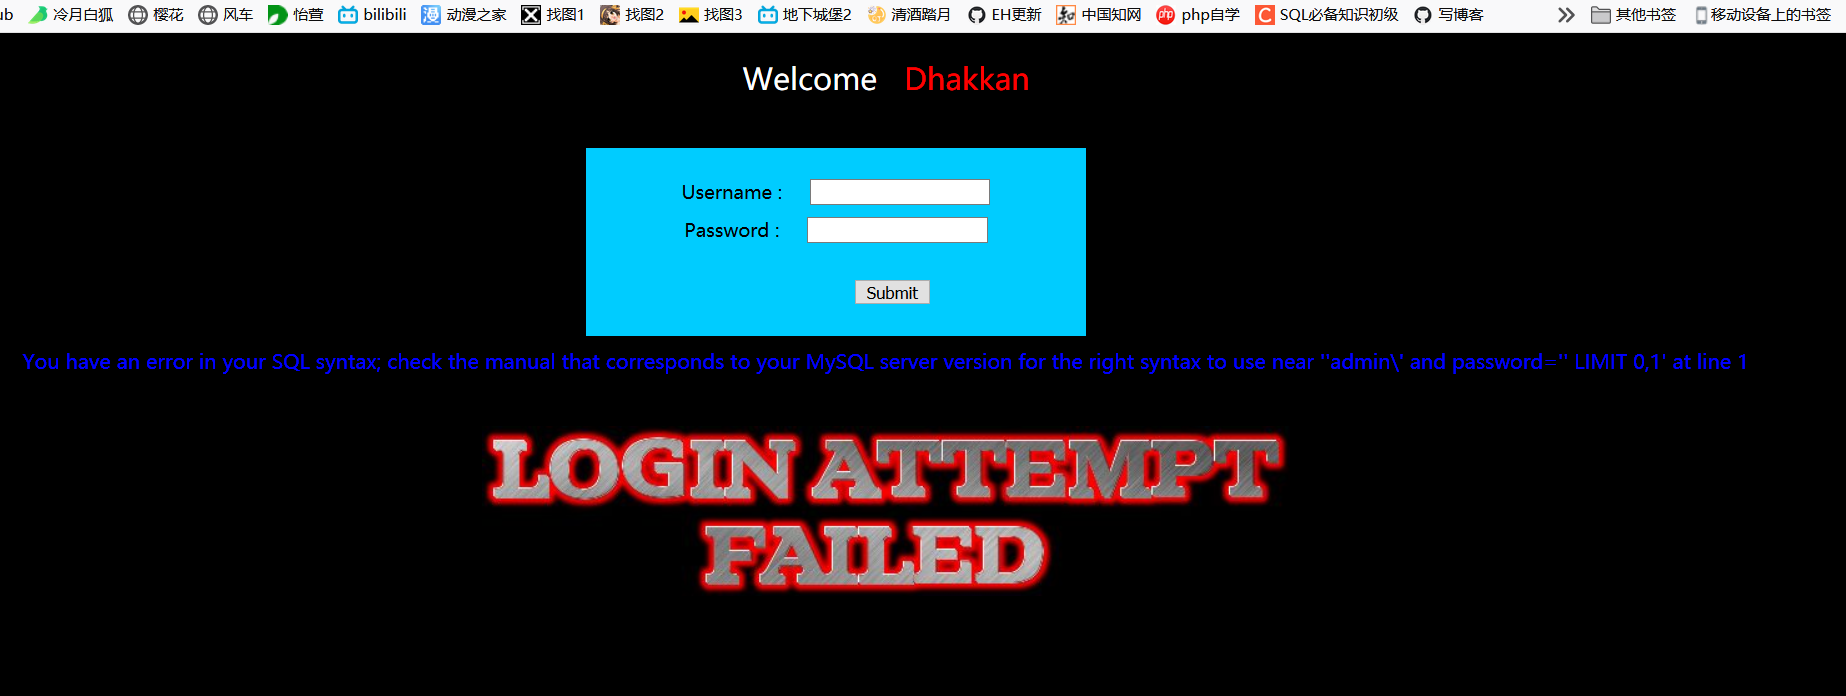 ub 冷月白狐 樱花 风车 怡萱 bilibili 漫 动漫之家 找图1 找图2 找图3 地下城堡2 清酒踏月 EH更新 知 中国知网 php php自学 C SQL必备知识初级 写博客 其他书签 移动设备上的书签
Welcome Dhakkan
Username :
Password :
Submit
You have an error in your SQL syntax; check the manual that corresponds to your MySQL server version for the right syntax to use near ''admin\' and password='' LIMIT 0,1' at line 1
LOGIN ATTEMPT
FAILED